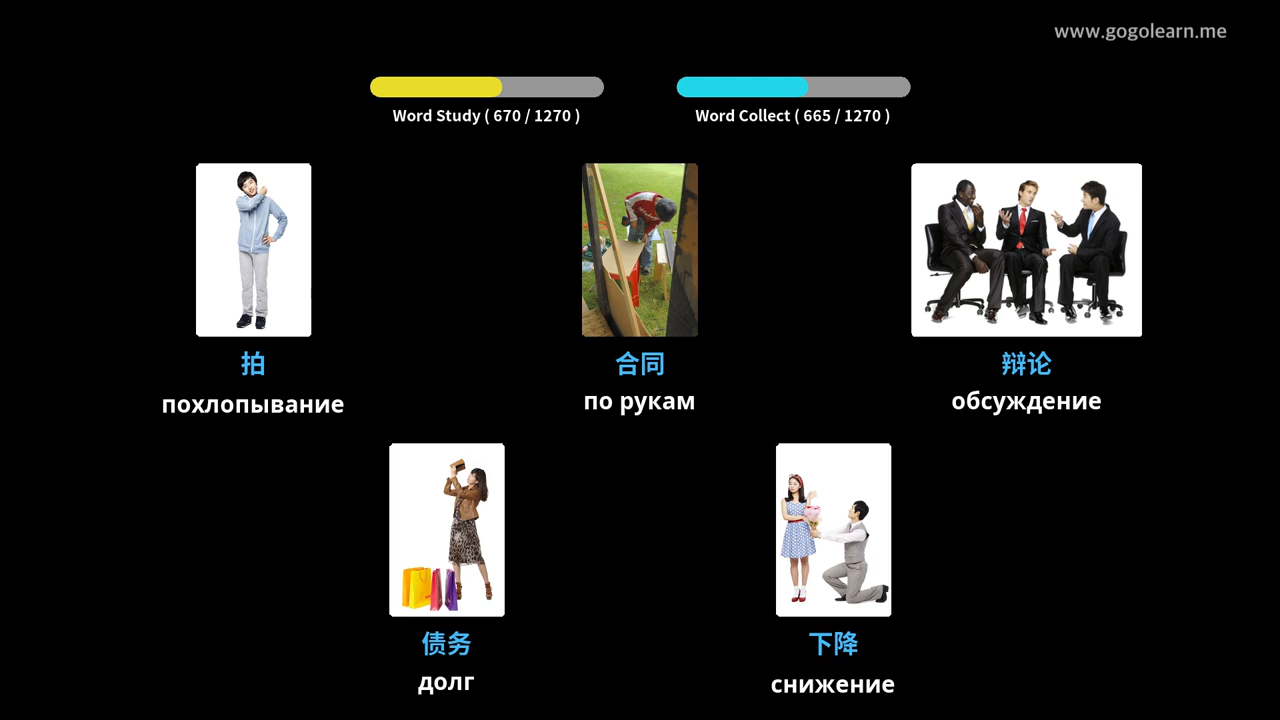 www.gogolearn.me
Word Study ( 670 / 1270 )
Word Collect ( 665 / 1270 )
拍
похлопывание
合同
по рукам
辩论
обсуждение
债务
долг
下降
снижение